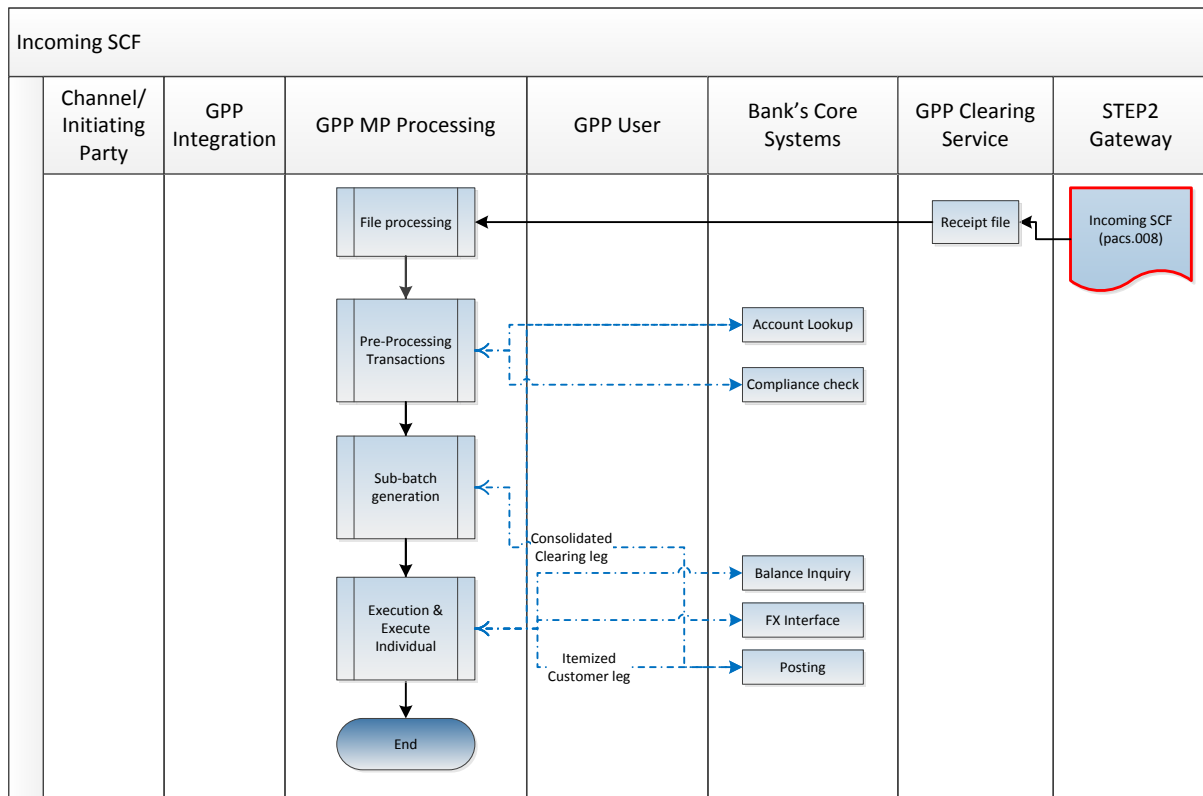 Incoming SCF
Channel/
Initiating
Party
GPP
Integration
GPP MP Processing
GPP User
Bank's Core
Systems
GPP Clearing
Service
STEP2
Gateway
File processing
Receipt file
Incoming SCF
(pacs.008)
Pre-Processing
Transactions
Account Lookup
Compliance check
Sub-batch
generation
Consolidated
Clearing leg
Balance Inquiry
Execution &
Execute
Individual
FX Interface
Itemized
Customer leg
Posting
End